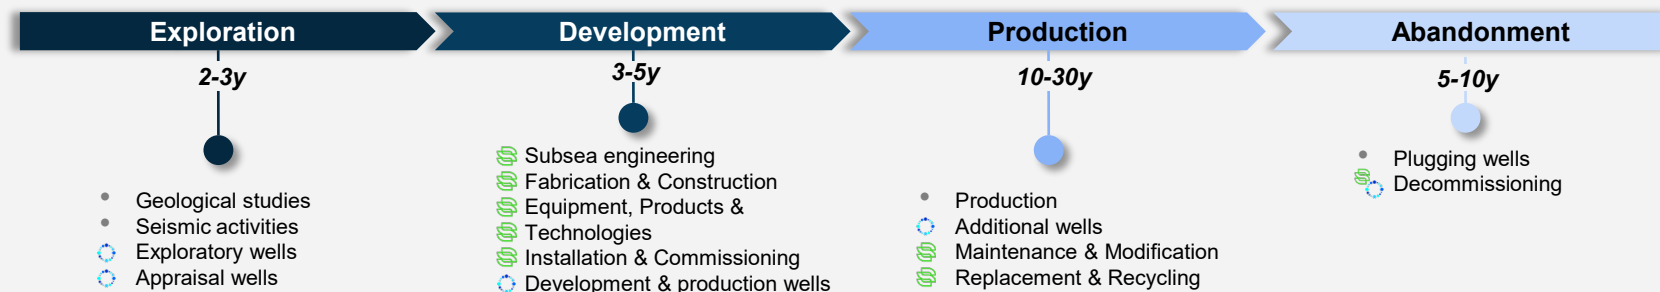 Exploration
Development
Production
Abandonment
2-3y
3-5y
10-30y
5-10y
Geological studies
Seismic activities
Exploratory wells
Appraisal wells
Subsea engineering
Fabrication & Construction
Equipment, Products &
Technologies
Installation & Commissioning
Development & production wells
Production
Additional wells
Maintenance & Modification
Replacement & Recycling
Plugging wells
Decommissioning